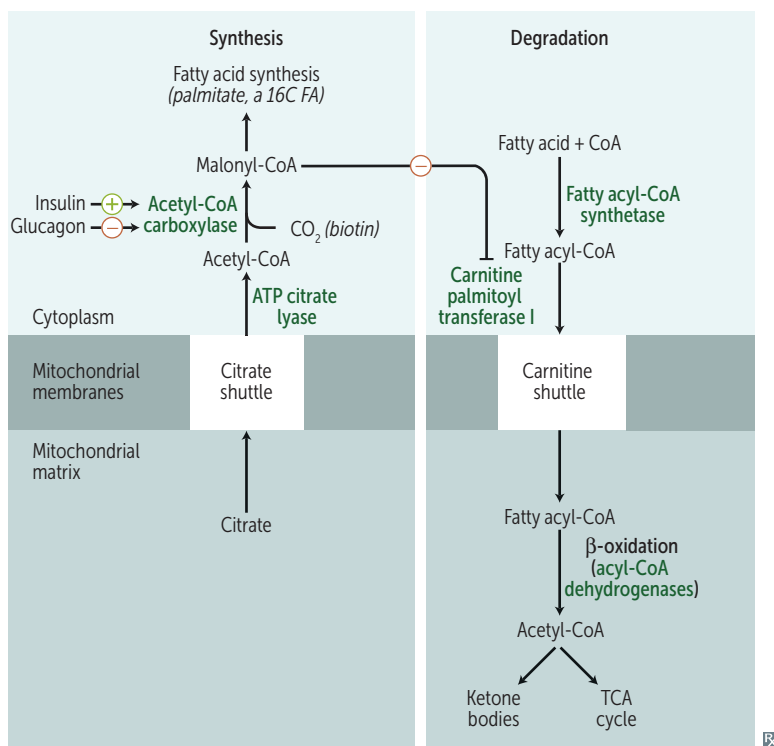 Synthesis
Fatty acid synthesis
(palmitate, a 16C FA)
Malonyl-CoA
−
Insulin
+
Glucagon
−
Acetyl-CoA
carboxylase
CO2 (biotin)
Acetyl-CoA
ATP citrate
lyase
Cytoplasm
Mitochondrial
membranes
Citrate
shuttle
Mitochondrial
matrix
Citrate
Degradation
Fatty acid + CoA
Fatty acyl-CoA
synthetase
Fatty acyl-CoA
Carnitine
palmitoyl
transferase I
Carnitine
shuttle
Fatty acyl-CoA
β-oxidation
(acyl-CoA
dehydrogenases)
Acetyl-CoA
Ketone
bodies
TCA
cycle